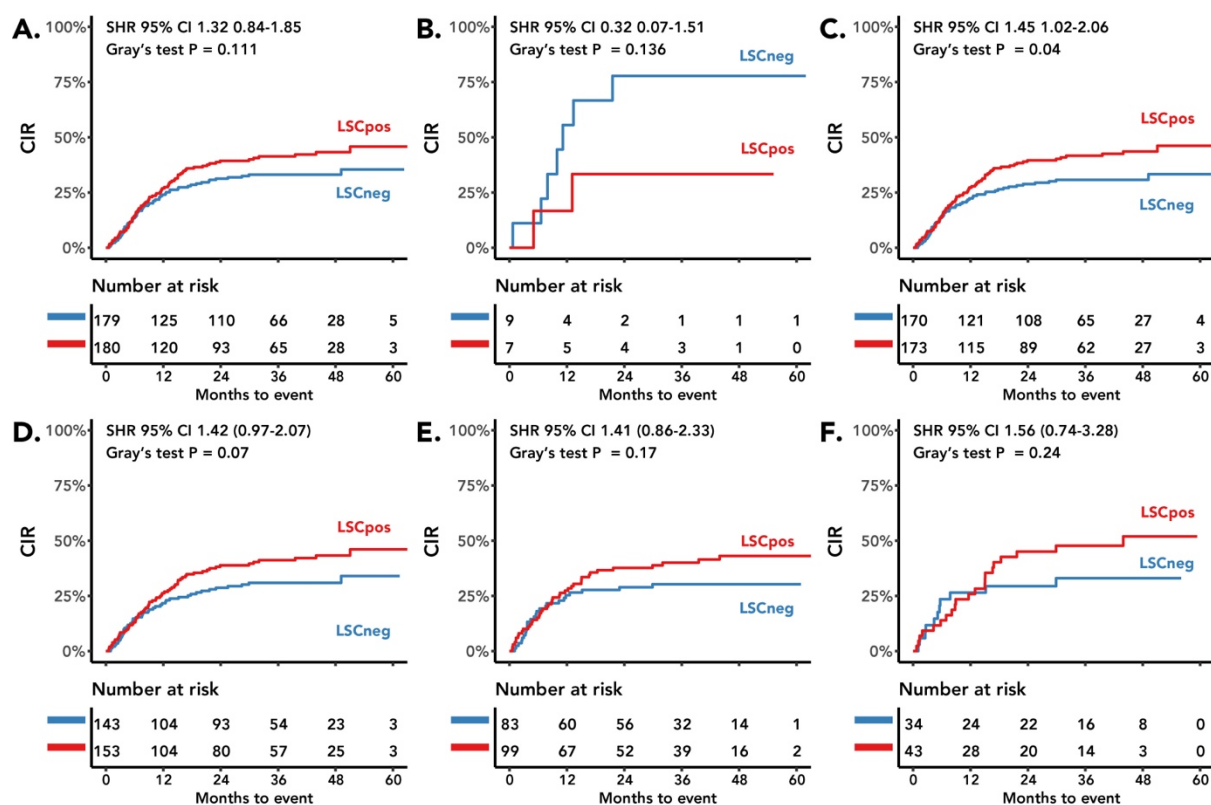 A.
SHR 95% CI 1.32 0.84-1.85
Gray's test P = 0.111
100%
75%
50%
25%
0%
CIR
LSCpos
LSCneg
Number at risk
179 125 110 66 28 5
180 120 93 65 28 3
0 12 24 36 48 60
Months to event
B.
SHR 95% CI 0.32 0.07-1.51
Gray's test P = 0.136
100%
75%
50%
25%
0%
CIR
LSCneg
LSCpos
Number at risk
9 4 2 1 1 1
7 5 4 3 1 0
0 12 24 36 48 60
Months to event
C.
SHR 95% CI 1.45 1.02-2.06
Gray's test P = 0.04
100%
75%
50%
25%
0%
CIR
LSCpos
LSCneg
Number at risk
170 121 108 65 27 4
173 115 89 62 27 3
0 12 24 36 48 60
Months to event
D.
SHR 95% CI 1.42 (0.97-2.07)
Gray's test P = 0.07
100%
75%
50%
25%
0%
CIR
LSCpos
LSCneg
Number at risk
143 104 93 54 23 3
153 104 80 57 25 3
0 12 24 36 48 60
Months to event
E.
SHR 95% CI 1.41 (0.86-2.33)
Gray's test P = 0.17
100%
75%
50%
25%
0%
CIR
LSCpos
LSCneg
Number at risk
83 60 56 32 14 1
99 67 52 39 16 2
0 12 24 36 48 60
Months to event
F.
SHR 95% CI 1.56 (0.74-3.28)
Gray's test P = 0.24
100%
75%
50%
25%
0%
CIR
LSCpos
LSCneg
Number at risk
34 24 22 16 8 0
43 28 20 14 3 0
0 12 24 36 48 60
Months to event